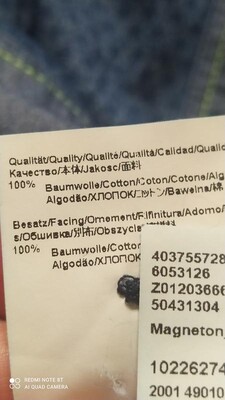 Qualität/Quality/Qualité/Qualità/Calidad/Qualid
Качество/本体/Jakość/面料
100% Baumwolle/Cotton/Coton/Cotone/Alg
Algodão/ХЛОПОК/コットン/Bawełna/棉
Besatz/Facing/Ornement/Rifinitura/Adorno/
s/Обшивка/別布/Obszycie
100% Baumwolle/Cotton
Algodão/ХЛОПОК
403755728
6053126
Z01203666
50431304
Magneton
10226274
2001 49010
REDMI NOTE 8T
AI QUAD CAMERA